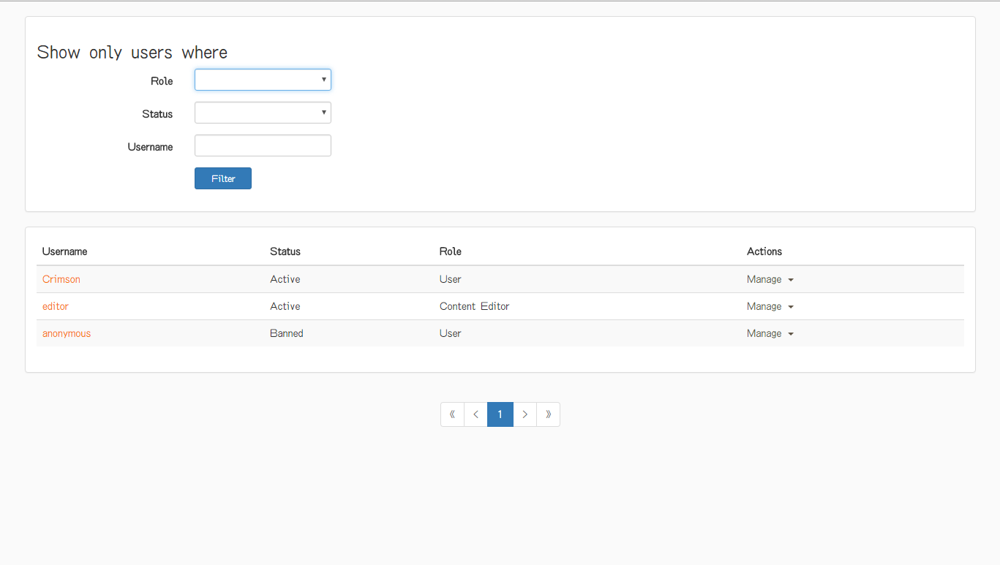 Show only users where
Role
Status
Username
Filter
Username Status Role Actions
Crimson Active User Manage
editor Active Content Editor Manage
anonymous Banned User Manage
« < 1 > »